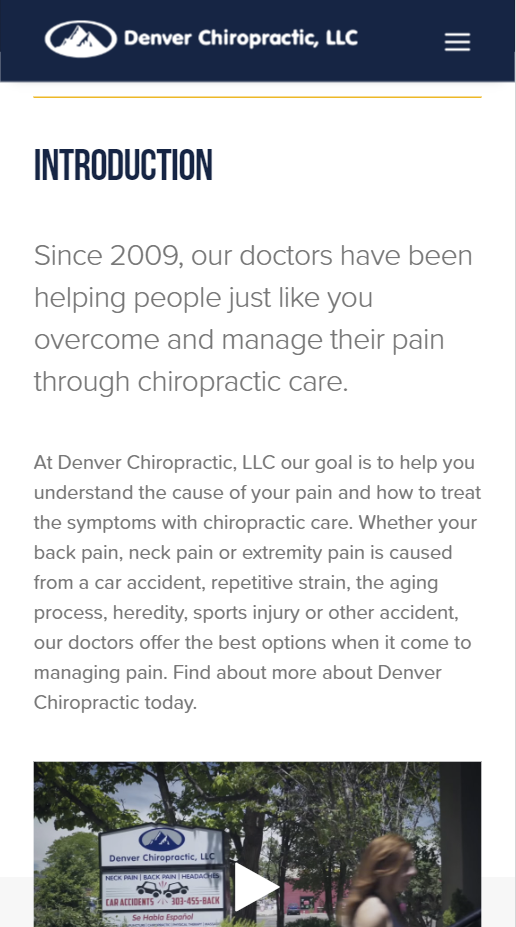 Denver Chiropractic, LLC
INTRODUCTION
Since 2009, our doctors have been
helping people just like you
overcome and manage their pain
through chiropractic care.
At Denver Chiropractic, LLC our goal is to help you
understand the cause of your pain and how to treat
the symptoms with chiropractic care. Whether your
back pain, neck pain or extremity pain is caused
from a car accident, repetitive strain, the aging
process, heredity, sports injury or other accident,
our doctors offer the best options when it come to
managing pain. Find about more about Denver
Chiropractic today.
Denver Chiropractic, LLC
NECK PAIN | BACK PAIN | HEADACHES
CAR ACCIDENTS 303-455-BACK
Se Habla Español